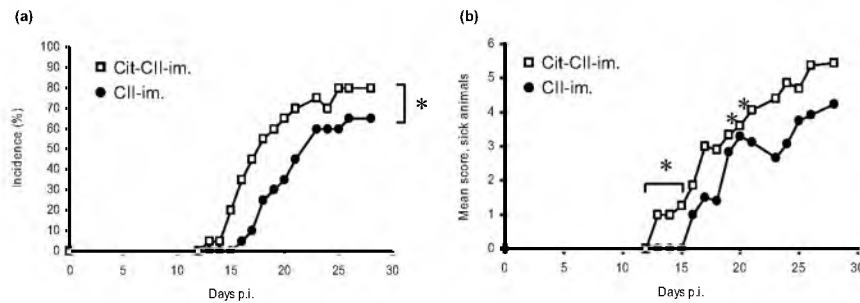 (a)
100
90
80
70
60
50
40
30
20
10
0
Incidence (%)
Cit-CII-im.
CII-im.
*
0 5 10 15 20 25 30
Days p.i.
(b)
6
5
4
3
2
1
0
Mean score, sick animals
Cit-CII-im.
CII-im.
*
*
*
0 5 10 15 20 25 30
Days p.i.